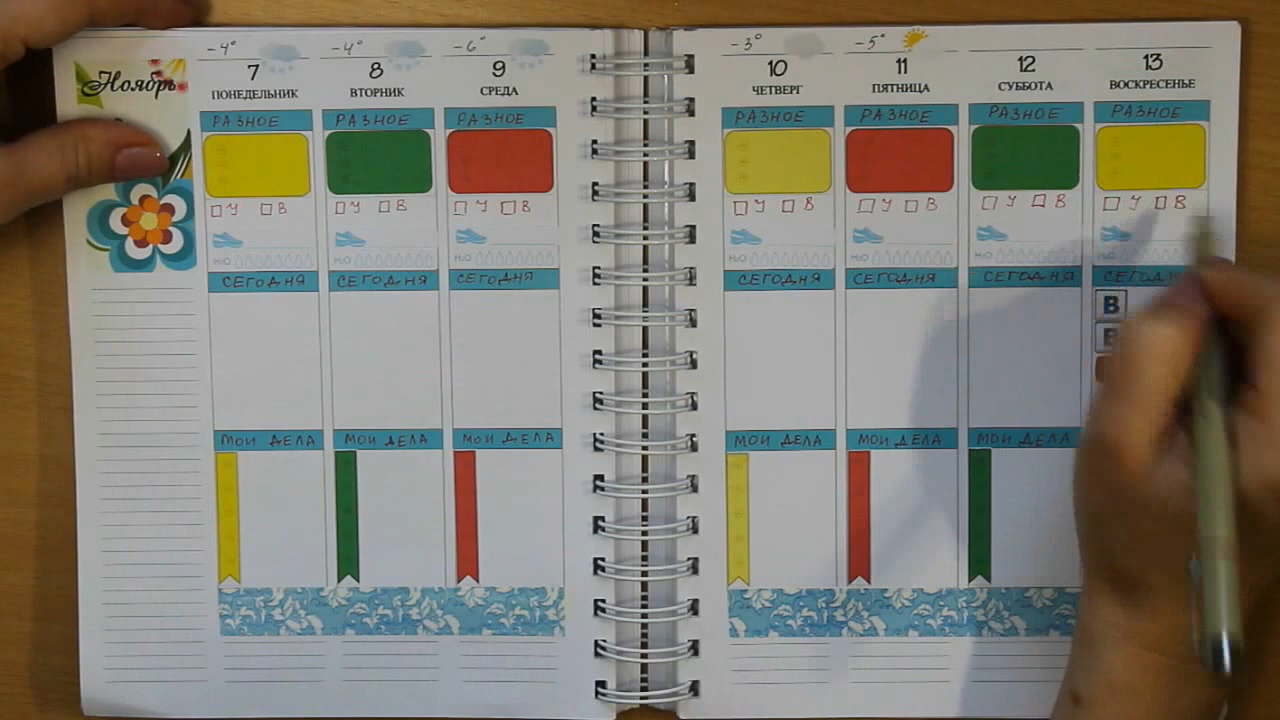 Ноябрь
-4° -4° -6° -3° -5°
7 8 9 10 11 12 13
ПОНЕДЕЛЬНИК ВТОРНИК СРЕДА ЧЕТВЕРГ ПЯТНИЦА СУББОТА ВОСКРЕСЕНЬЕ
РАЗНОЕ РАЗНОЕ РАЗНОЕ РАЗНОЕ РАЗНОЕ РАЗНОЕ РАЗНОЕ
У В У В У В У В У В У В У В
H₂O H₂O H₂O H₂O H₂O H₂O H₂O
СЕГОДНЯ СЕГОДНЯ СЕГОДНЯ СЕГОДНЯ СЕГОДНЯ СЕГОДНЯ СЕГОДНЯ
В
В
МОИ ДЕЛА МОИ ДЕЛА МОИ ДЕЛА МОИ ДЕЛА МОИ ДЕЛА МОИ ДЕЛА